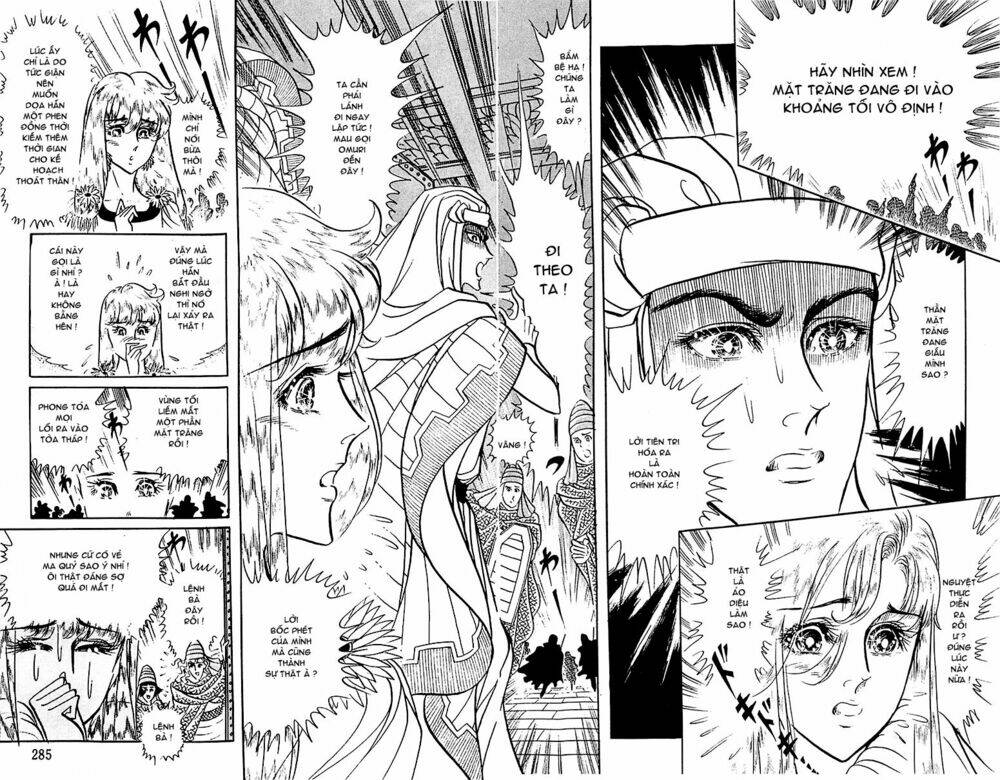 HÃY NHÌN XEM !
MẶT TRĂNG ĐANG ĐI VÀO
KHOẢNG TỐI VÔ ĐỊNH !
わー
わー
THẦN
MẶT
TRĂNG
ĐANG
GIẤU
MÌNH
SAO ?
LỜI TIÊN TRI
HÓA RA
LÀ
HOÀN TOÀN
CHÍNH XÁC !
NGUYỆT
THỰC
DIỄN
RA
RỒI
Ư ?
ĐÚNG
LÚC
NÀY
NỮA !
THẬT
LÀ
ẢO
DIỆU
LÀM
SAO !
BẨM
BỆ HẠ !
CHÚNG
TA
LÀM
GÌ
ĐÂY ?
ĐI
THEO
TA !
VÂNG !
TA CẦN
PHẢI
LÁNH
ĐI NGAY
LẬP TỨC !
MAU GỌI
OMURI
ĐẾN
ĐÂY !
LỜI
BỐC PHÉT
CỦA MÌNH
MÀ CŨNG
THÀNH
SỰ THẬT À ?
わー
わー
MÌNH
CHỈ
NÓI
BỪA
THÔI
MÀ !
LÚC ẤY
CHỈ LÀ DO
TỨC GIẬN
NÊN
MUỐN
DỌA HẮN
MỘT PHEN
ĐỒNG THỜI
KIẾM THÊM
THỜI GIAN
CHO KẾ
HOẠCH
THOÁT THÂN !
VẬY MÀ
ĐÚNG LÚC
HẮN
BẮT ĐẦU
NGHI NGỜ
THÌ NÓ
LẠI XẢY RA
THẬT !
CÁI NÀY
GỌI LÀ
GÌ NHỈ ?
À ! LÀ
HAY
KHÔNG
BẰNG
HÊN !
VÙNG TỐI
LIẾM MẤT
MỘT PHẦN
MẶT TRĂNG
RỒI !
PHONG TỎA
MỌI
LỐI RA VÀO
TÒA THÁP !
NHƯNG CỨ CÓ VẺ
MA QUỶ SAO Ý NHỈ !
ÔI THẬT ĐÁNG SỢ
QUÁ ĐI MẤT !
LỆNH
BÀ
ĐÂY
RỒI !
LỆNH
BÀ !
285